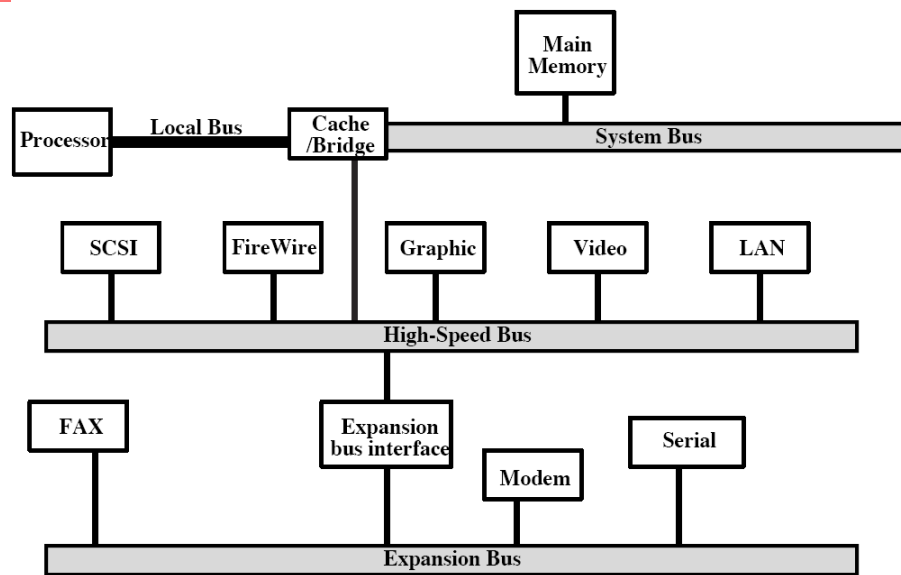 Main
Memory
Processor
Local Bus
Cache
/Bridge
System Bus
SCSI
FireWire
Graphic
Video
LAN
High-Speed Bus
FAX
Expansion
bus interface
Modem
Serial
Expansion Bus